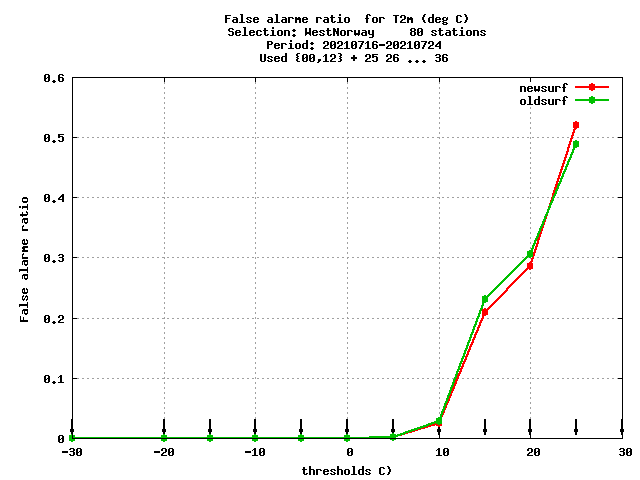 False alarme ratio  for T2m (deg C)
Selection: WestNorway     80 stations
Period: 20210716-20210724
Used {00,12} + 25 26 ... 36
newsurf
oldsurf
0.6
0.5
0.4
0.3
0.2
0.1
0
False alarme ratio
-30 -20 -10 0 10 20 30
thresholds C)